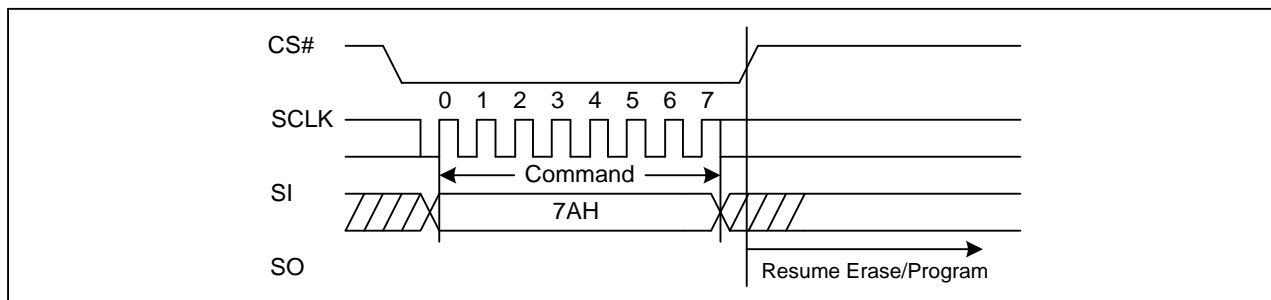 CS#
0 1 2 3 4 5 6 7
SCLK
Command
SI
7AH
SO
Resume Erase/Program